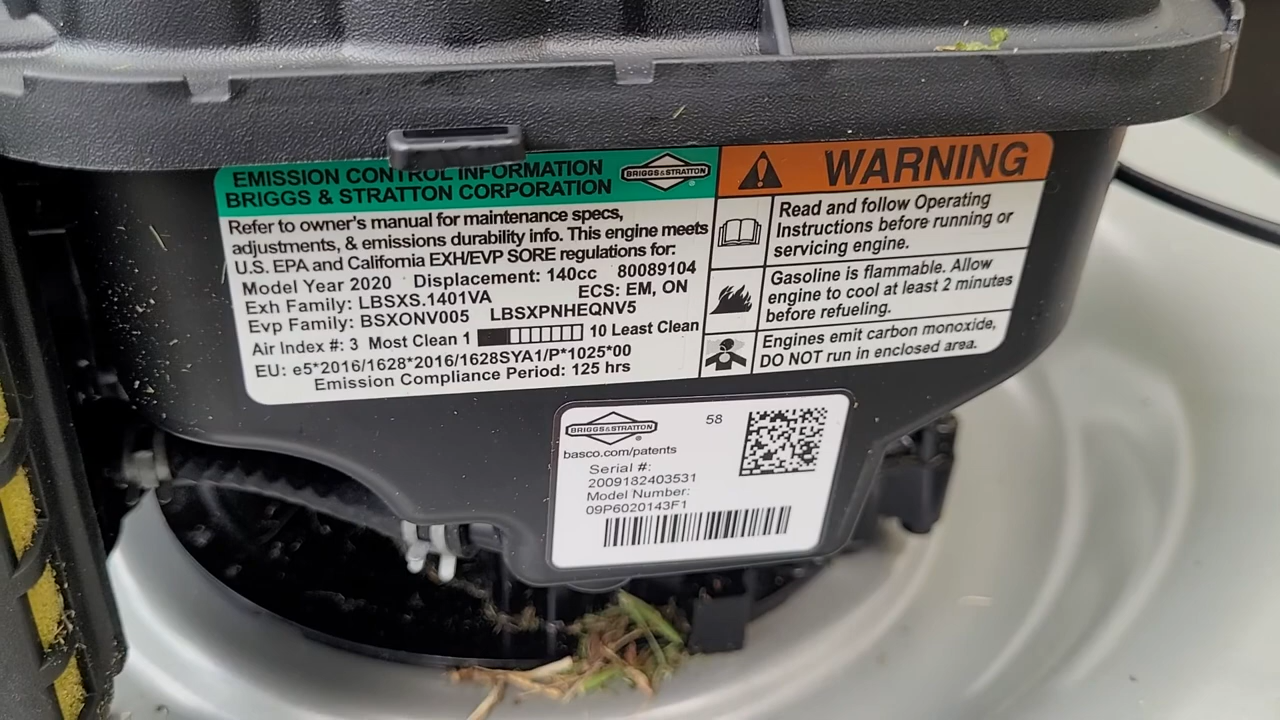 EMISSION CONTROL INFORMATION
BRIGGS & STRATTON CORPORATION
BRIGGS & STRATTON
Refer to owner's manual for maintenance specs,
adjustments, & emissions durability info. This engine meets
U.S. EPA and California EXH/EVP SORE regulations for:
Model Year 2020 Displacement: 140cc 80089104
Exh Family: LBSXS.1401VA ECS: EM, ON
Evp Family: BSXONV005 LBSXPNHEQNV5
Air Index #: 3 Most Clean 1 10 Least Clean
EU: e5*2016/1628*2016/1628SYA1/P*1025*00
Emission Compliance Period: 125 hrs
WARNING
Read and follow Operating
Instructions before running or
servicing engine.
Gasoline is flammable. Allow
engine to cool at least 2 minutes
before refueling.
Engines emit carbon monoxide,
DO NOT run in enclosed area.
BRIGGS & STRATTON
58
basco.com/patents
Serial #:
2009182403531
Model Number:
09P6020143F1